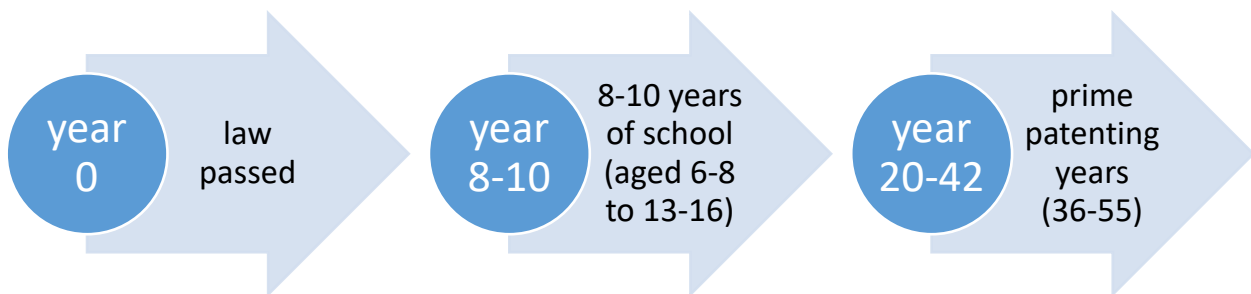 year
0
law
passed
year
8-10
8-10 years
of school
(aged 6-8
to 13-16)
year
20-42
prime
patenting
years
(36-55)